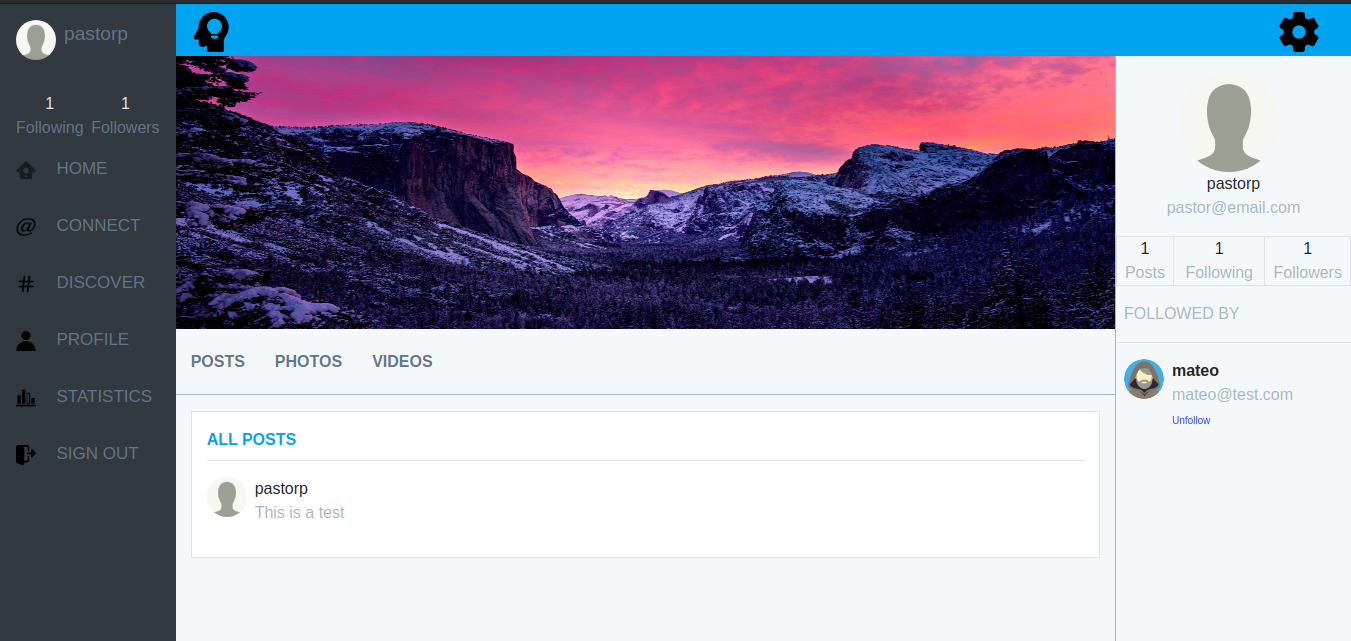 pastorp
1 1
Following Followers
HOME
@ CONNECT
# DISCOVER
PROFILE
STATISTICS
SIGN OUT
POSTS PHOTOS VIDEOS
ALL POSTS
pastorp
This is a test
pastorp
pastor@email.com
1 1 1
Posts Following Followers
FOLLOWED BY
mateo
mateo@test.com
Unfollow